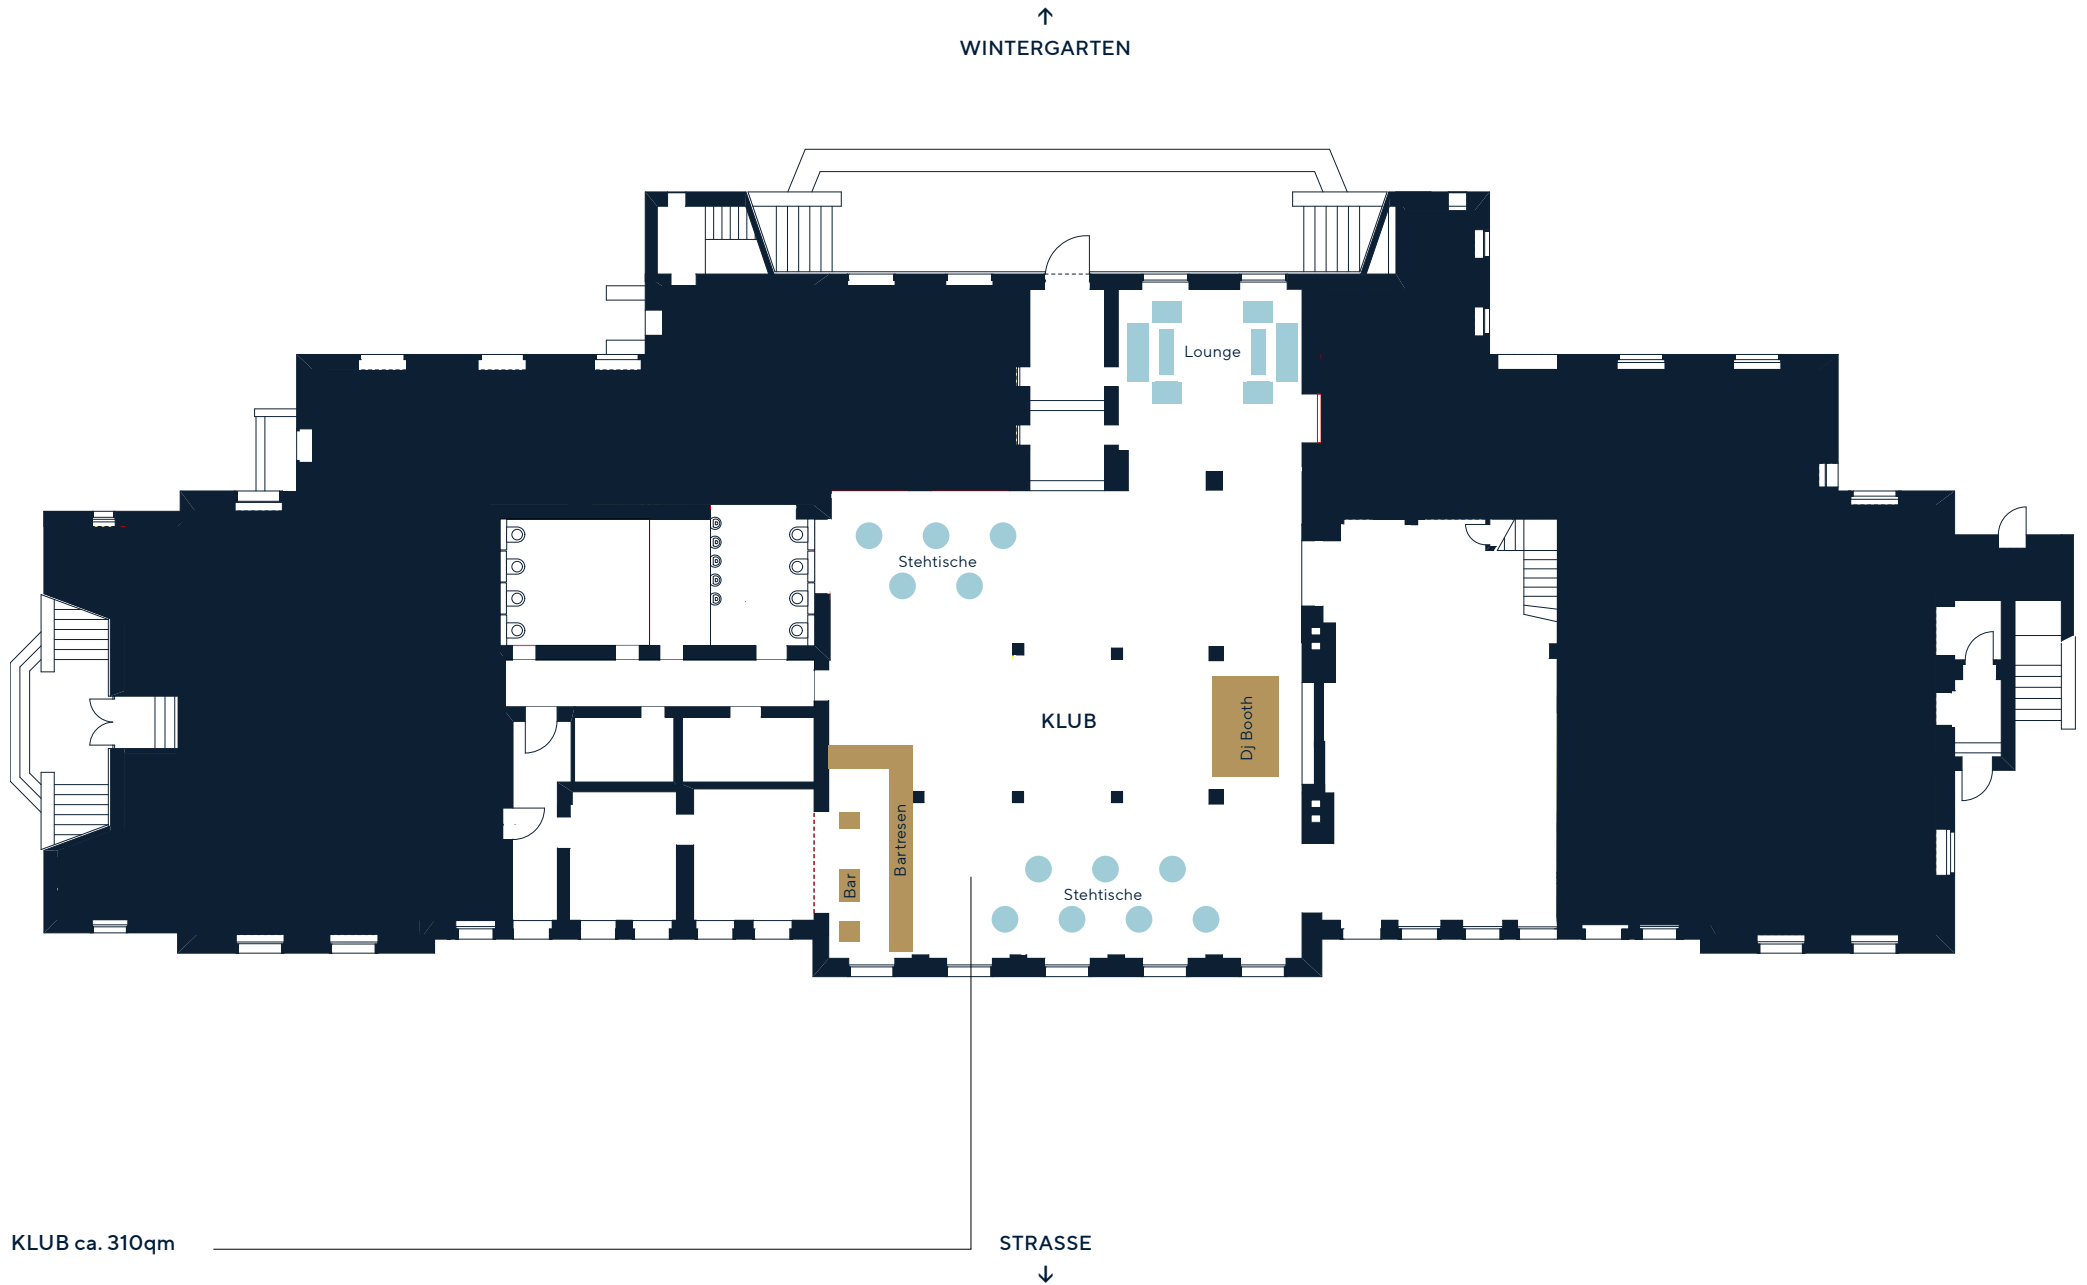 WINTERGARTEN
Lounge
Stehtische
KLUB
Dj Booth
Bartresen
Bar
Stehtische
KLUB ca. 310qm
STRASSE